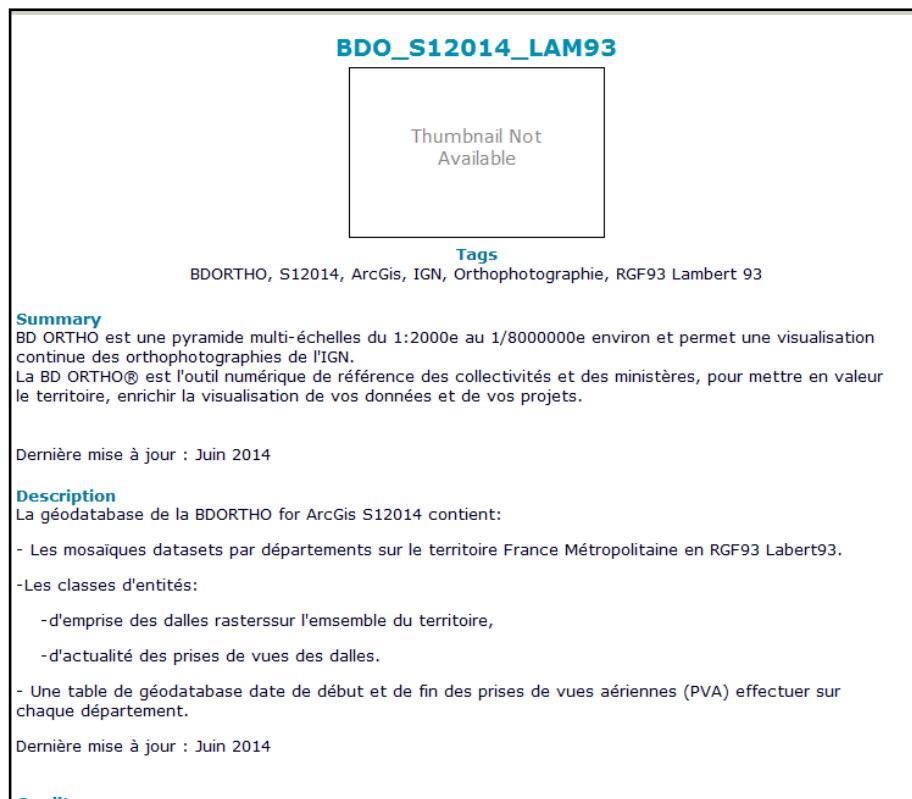 BDO_S12014_LAM93
Thumbnail Not
Available
Tags
BDORTHO, S12014, ArcGis, IGN, Orthophotographie, RGF93 Lambert 93
Summary
BD ORTHO est une pyramide multi-échelles du 1:2000e au 1/8000000e environ et permet une visualisation
continue des orthophotographies de l'IGN.
La BD ORTHO® est l'outil numérique de référence des collectivités et des ministères, pour mettre en valeur
le territoire, enrichir la visualisation de vos données et de vos projets.
Dernière mise à jour : Juin 2014
Description
La géodatabase de la BDORTHO for ArcGis S12014 contient:
- Les mosaïques datasets par départements sur le territoire France Métropolitaine en RGF93 Labert93.
-Les classes d'entités:
-d'emprise des dalles rasterssur l'emsemble du territoire,
-d'actualité des prises de vues des dalles.
- Une table de géodatabase date de début et de fin des prises de vues aériennes (PVA) effectuer sur
chaque département.
Dernière mise à jour : Juin 2014